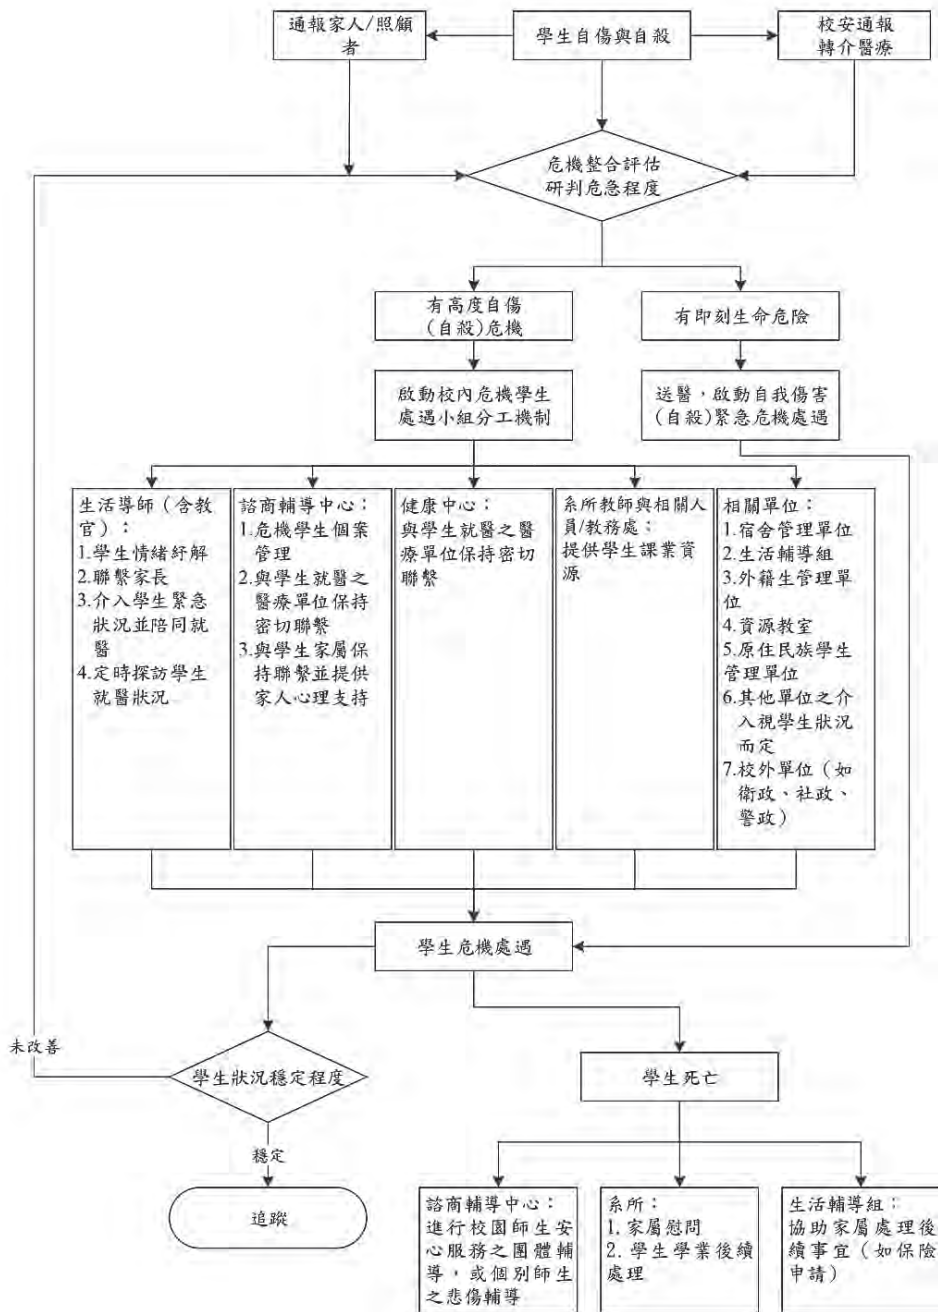 通報家人/照顧
者
學生自傷與自殺
校安通報
轉介醫療
危機整合評估
研判危急程度
有高度自傷
(自殺)危機
有即刻生命危險
啟動校內危機學生
處遇小組分工機制
送醫，啟動自我傷害
(自殺)緊急危機處遇
生活導師（含教
官）：
1.學生情緒紓解
2.聯繫家長
3.介入學生緊急
狀況並陪同就
醫
4.定時探訪學生
就醫狀況
諮商輔導中心：
1.危機學生個案
管理
2.與學生就醫之
醫療單位保持
密切聯繫
3.與學生家屬保
持聯繫並提供
家人心理支持
健康中心：
與學生就醫之醫
療單位保持密切
聯繫
系所教師與相關人
員/教務處：
提供學生課業資
源
相關單位：
1.宿舍管理單位
2.生活輔導組
3.外籍生管理單
位
4.資源教室
5.原住民族學生
管理單位
6.其他單位之介
入視學生狀況
而定
7.校外單位（如
衛政、社政、
警政）
學生危機處遇
未改善
學生狀況穩定程度
學生死亡
穩定
追蹤
諮商輔導中心：
進行校園師生安
心服務之團體輔
導，或個別師生
之悲傷輔導
系所：
1. 家屬慰問
2. 學生學業後續
處理
生活輔導組：
協助家屬處理後
續事宜（如保險
申請）